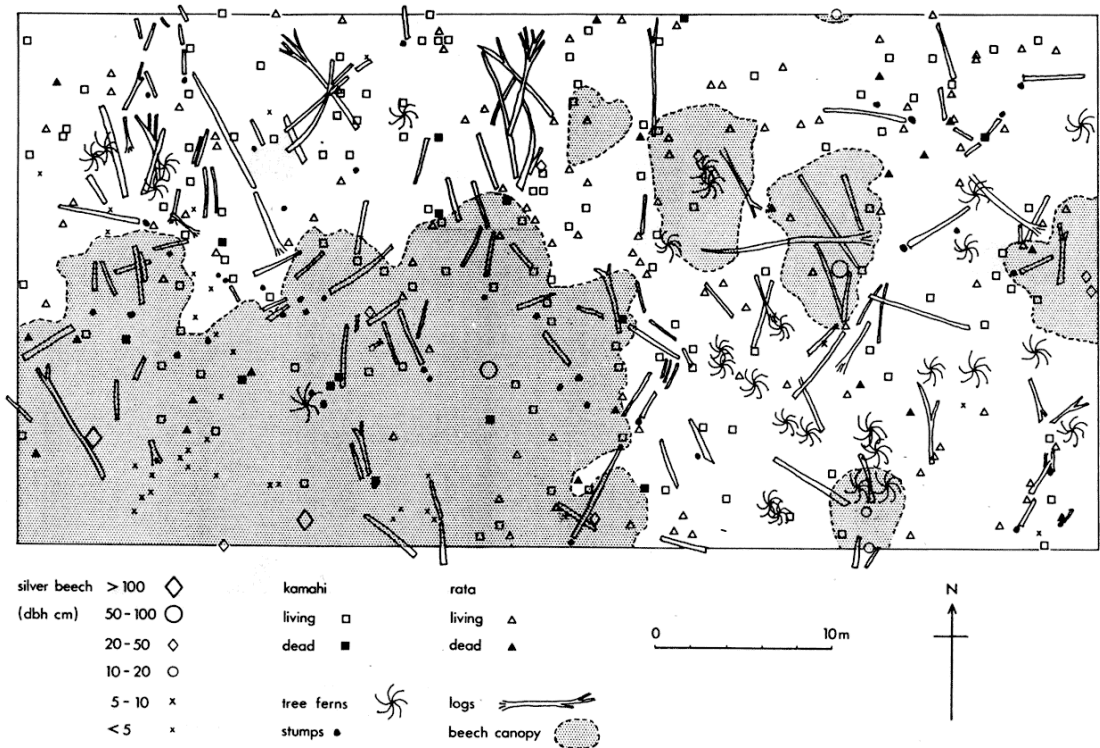 silver beech > 100
(dbh cm) 50 - 100
20 - 50
10 - 20
5 - 10 x
< 5 x
kamahi
living
dead
tree ferns
stumps
rata
living
dead
logs
beech canopy
0 10 m
N